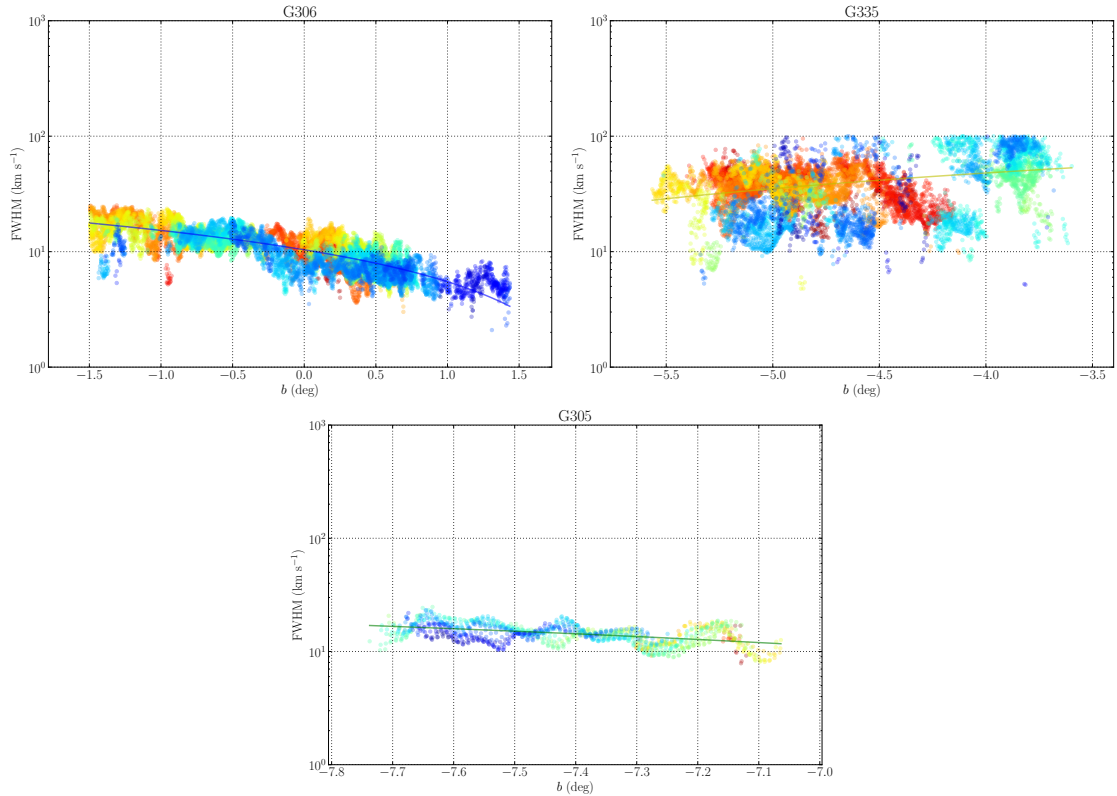 G306
FWHM (km s⁻¹)
10³
10²
10¹
10⁰
−1.5 −1.0 −0.5 0.0 0.5 1.0 1.5
b (deg)
G335
FWHM (km s⁻¹)
10³
10²
10¹
10⁰
−5.5 −5.0 −4.5 −4.0 −3.5
b (deg)
G305
FWHM (km s⁻¹)
10³
10²
10¹
10⁰
−7.8 −7.7 −7.6 −7.5 −7.4 −7.3 −7.2 −7.1 −7.0
b (deg)